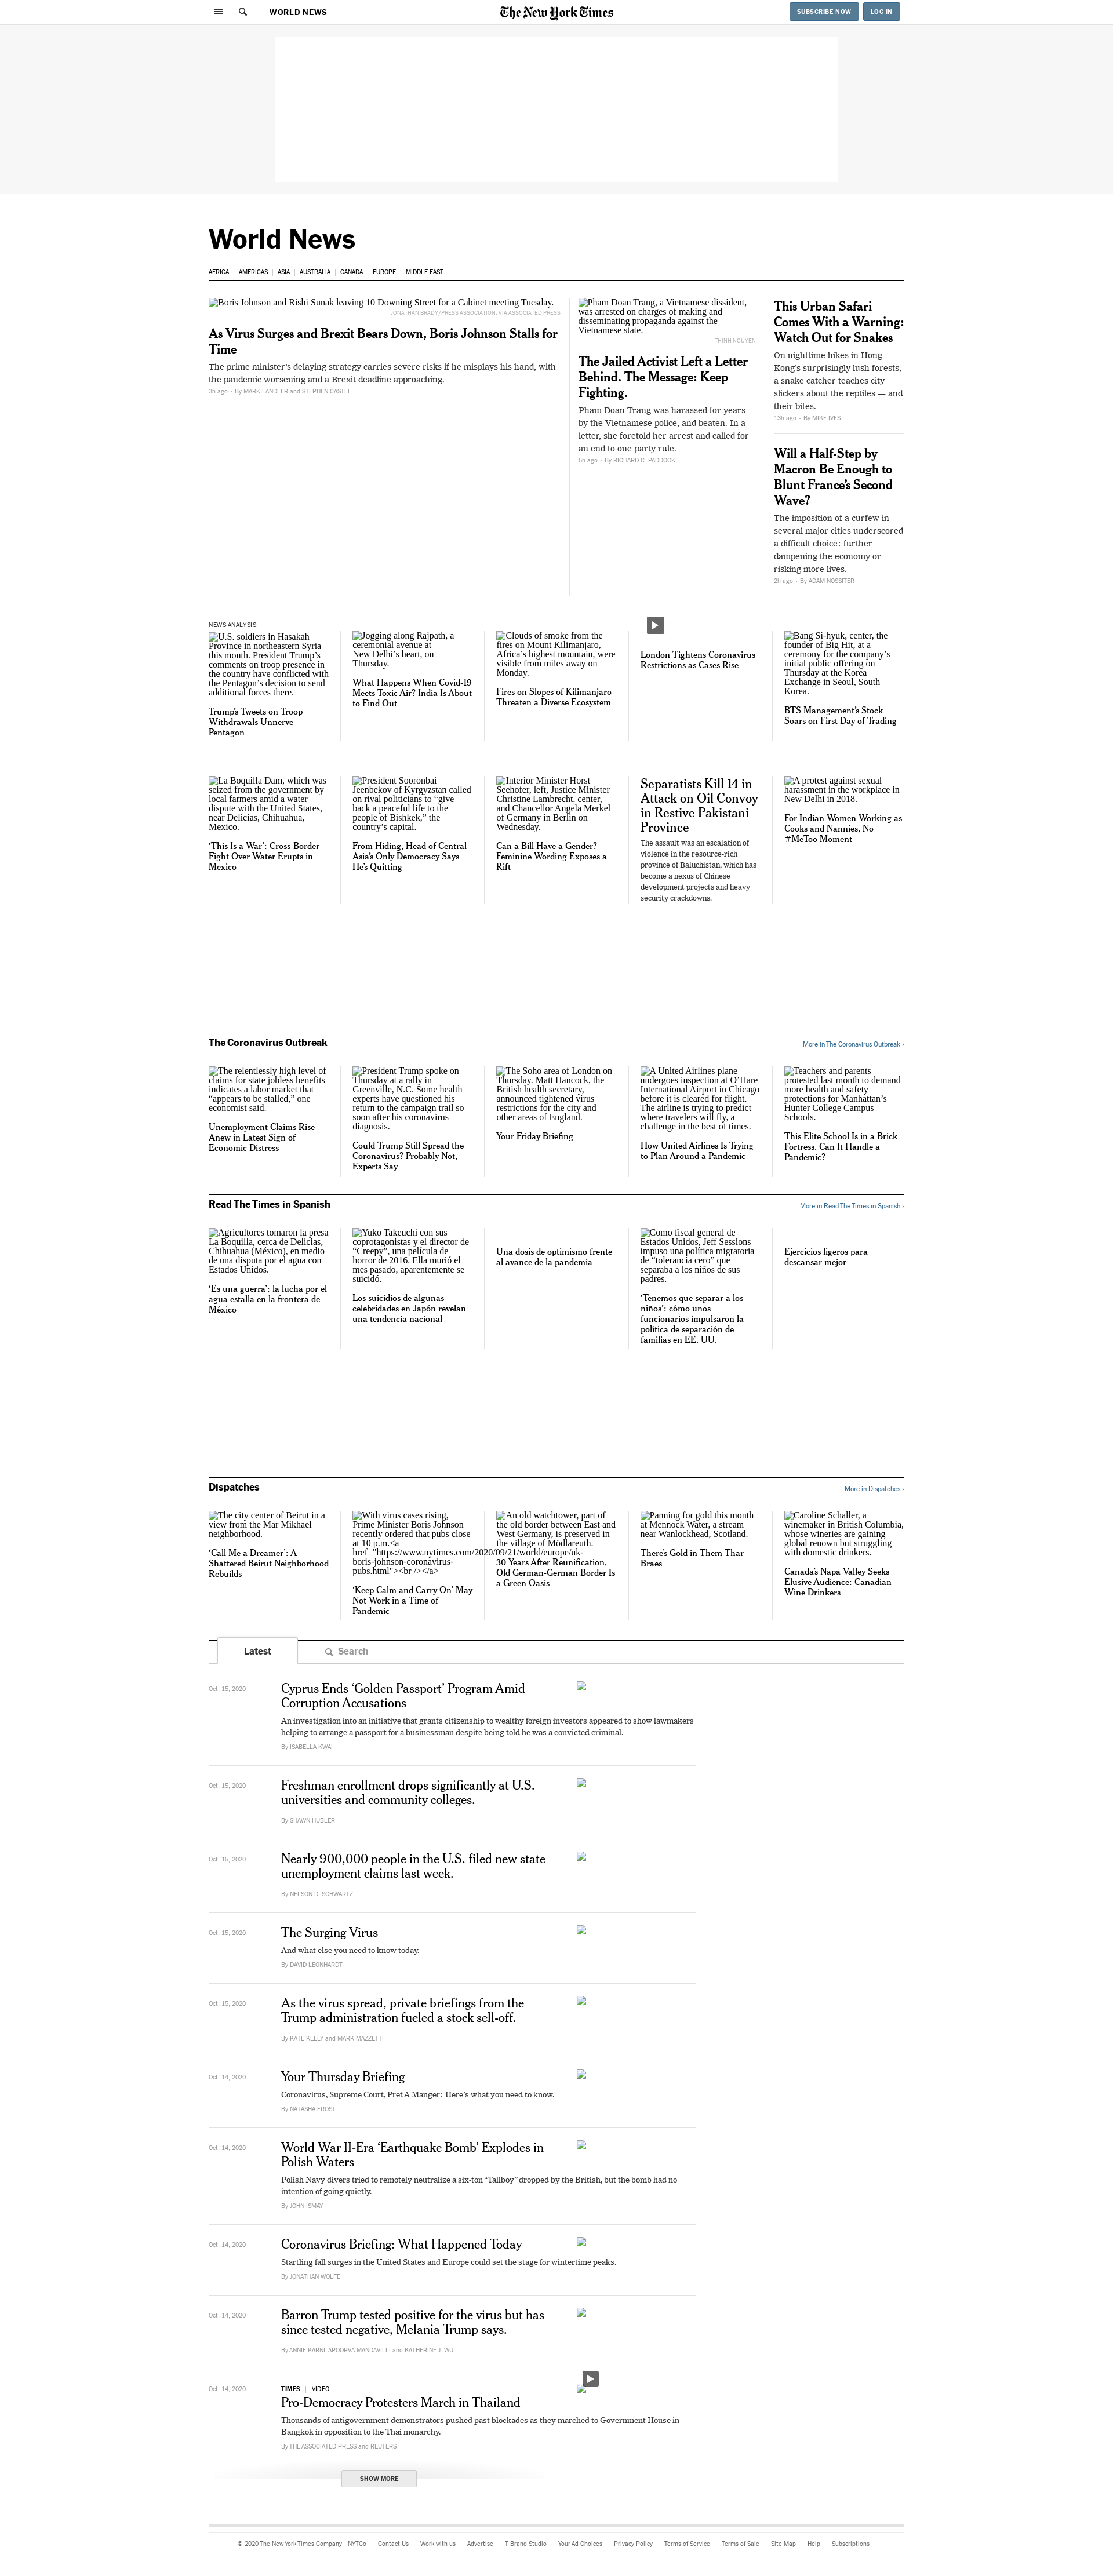 WORLD NEWS
The New York Times
SUBSCRIBE NOW
LOG IN
World News
AFRICA
AMERICAS
ASIA
AUSTRALIA
CANADA
EUROPE
MIDDLE EAST
Boris Johnson and Rishi Sunak leaving 10 Downing Street for a Cabinet meeting Tuesday.
JONATHAN BRADY/PRESS ASSOCIATION, VIA ASSOCIATED PRESS
As Virus Surges and Brexit Bears Down, Boris Johnson Stalls for
Time
The prime minister's delaying strategy carries severe risks if he misplays his hand, with
the pandemic worsening and a Brexit deadline approaching.
3h ago - By MARK LANDLER and STEPHEN CASTLE
Pham Doan Trang, a Vietnamese dissident,
was arrested on charges of making and
disseminating propaganda against the
Vietnamese state.
THINH NGUYEN
The Jailed Activist Left a Letter
Behind. The Message: Keep
Fighting.
Pham Doan Trang was harassed for years
by the Vietnamese police, and beaten. In a
letter, she foretold her arrest and called for
an end to one-party rule.
5h ago - By RICHARD C. PADDOCK
This Urban Safari
Comes With a Warning:
Watch Out for Snakes
On nighttime hikes in Hong
Kong's surprisingly lush forests,
a snake catcher teaches city
slickers about the reptiles — and
their bites.
13h ago - By MIKE IVES
Will a Half-Step by
Macron Be Enough to
Blunt France's Second
Wave?
The imposition of a curfew in
several major cities underscored
a difficult choice: further
dampening the economy or
risking more lives.
2h ago - By ADAM NOSSITER
NEWS ANALYSIS
U.S. soldiers in Hasakah
Province in northeastern Syria
this month. President Trump's
comments on troop presence in
the country have conflicted with
the Pentagon's decision to send
additional forces there.
Trump's Tweets on Troop
Withdrawals Unnerve
Pentagon
Jogging along Rajpath, a
ceremonial avenue at
New Delhi's heart, on
Thursday.
What Happens When Covid-19
Meets Toxic Air? India Is About
to Find Out
Clouds of smoke from the
fires on Mount Kilimanjaro,
Africa's highest mountain, were
visible from miles away on
Monday.
Fires on Slopes of Kilimanjaro
Threaten a Diverse Ecosystem
London Tightens Coronavirus
Restrictions as Cases Rise
Bang Si-hyuk, center, the
founder of Big Hit, at a
ceremony for the company's
initial public offering on
Thursday at the Korea
Exchange in Seoul, South
Korea.
BTS Management's Stock
Soars on First Day of Trading
La Boquilla Dam, which was
seized from the government by
local farmers amid a water
dispute with the United States,
near Delicias, Chihuahua,
Mexico.
'This Is a War': Cross-Border
Fight Over Water Erupts in
Mexico
President Sooronbai
Jeenbekov of Kyrgyzstan called
on rival politicians to "give
back a peaceful life to the
people of Bishkek," the
country's capital.
From Hiding, Head of Central
Asia's Only Democracy Says
He's Quitting
Interior Minister Horst
Seehofer, left, Justice Minister
Christine Lambrecht, center,
and Chancellor Angela Merkel
of Germany in Berlin on
Wednesday.
Can a Bill Have a Gender?
Feminine Wording Exposes a
Rift
Separatists Kill 14 in
Attack on Oil Convoy
in Restive Pakistani
Province
The assault was an escalation of
violence in the resource-rich
province of Baluchistan, which has
become a nexus of Chinese
development projects and heavy
security crackdowns.
A protest against sexual
harassment in the workplace in
New Delhi in 2018.
For Indian Women Working as
Cooks and Nannies, No
#MeToo Moment
The Coronavirus Outbreak
More in The Coronavirus Outbreak ›
The relentlessly high level of
claims for state jobless benefits
indicates a labor market that
"appears to be stalled," one
economist said.
Unemployment Claims Rise
Anew in Latest Sign of
Economic Distress
President Trump spoke on
Thursday at a rally in
Greenville, N.C. Some health
experts have questioned his
return to the campaign trail so
soon after his coronavirus
diagnosis.
Could Trump Still Spread the
Coronavirus? Probably Not,
Experts Say
The Soho area of London on
Thursday. Matt Hancock, the
British health secretary,
announced tightened virus
restrictions for the city and
other areas of England.
Your Friday Briefing
A United Airlines plane
undergoes inspection at O'Hare
International Airport in Chicago
before it is cleared for flight.
The airline is trying to predict
where travelers will fly, a
challenge in the best of times.
How United Airlines Is Trying
to Plan Around a Pandemic
Teachers and parents
protested last month to demand
more health and safety
protections for Manhattan's
Hunter College Campus
Schools.
This Elite School Is in a Brick
Fortress. Can It Handle a
Pandemic?
Read The Times in Spanish
More in Read The Times in Spanish ›
Agricultores tomaron la presa
La Boquilla, cerca de Delicias,
Chihuahua (México), en medio
de una disputa por el agua con
Estados Unidos.
'Es una guerra': la lucha por el
agua estalla en la frontera de
México
Yuko Takeuchi con sus
coprotagonistas y el director de
"Creepy", una película de
horror de 2016. Ella murió el
mes pasado, aparentemente se
suicidó.
Los suicidios de algunas
celebridades en Japón revelan
una tendencia nacional
Una dosis de optimismo frente
al avance de la pandemia
Como fiscal general de
Estados Unidos, Jeff Sessions
impuso una política migratoria
de "tolerancia cero" que
separaba a los niños de sus
padres.
'Tenemos que separar a los
niños': cómo unos
funcionarios impulsaron la
política de separación de
familias en EE. UU.
Ejercicios ligeros para
descansar mejor
Dispatches
More in Dispatches ›
The city center of Beirut in a
view from the Mar Mikhael
neighborhood.
'Call Me a Dreamer': A
Shattered Beirut Neighborhood
Rebuilds
With virus cases rising,
Prime Minister Boris Johnson
recently ordered that pubs close
at 10 p.m.<a
href="https://www.nytimes.com/2020/09/21/world/europe/uk-
boris-johnson-coronavirus-
pubs.html"><br /></a>
'Keep Calm and Carry On' May
Not Work in a Time of
Pandemic
An old watchtower, part of
the old border between East and
West Germany, is preserved in
the village of Mödlareuth.
30 Years After Reunification,
Old German-German Border Is
a Green Oasis
Panning for gold this month
at Mennock Water, a stream
near Wanlockhead, Scotland.
There's Gold in Them Thar
Braes
Caroline Schaller, a
winemaker in British Columbia,
whose wineries are gaining
global renown but struggling
with domestic drinkers.
Canada's Napa Valley Seeks
Elusive Audience: Canadian
Wine Drinkers
Latest
Search
Oct. 15, 2020
Cyprus Ends 'Golden Passport' Program Amid
Corruption Accusations
An investigation into an initiative that grants citizenship to wealthy foreign investors appeared to show lawmakers
helping to arrange a passport for a businessman despite being told he was a convicted criminal.
By ISABELLA KWAI
Oct. 15, 2020
Freshman enrollment drops significantly at U.S.
universities and community colleges.
By SHAWN HUBLER
Oct. 15, 2020
Nearly 900,000 people in the U.S. filed new state
unemployment claims last week.
By NELSON D. SCHWARTZ
Oct. 15, 2020
The Surging Virus
And what else you need to know today.
By DAVID LEONHARDT
Oct. 15, 2020
As the virus spread, private briefings from the
Trump administration fueled a stock sell-off.
By KATE KELLY and MARK MAZZETTI
Oct. 14, 2020
Your Thursday Briefing
Coronavirus, Supreme Court, Pret A Manger: Here's what you need to know.
By NATASHA FROST
Oct. 14, 2020
World War II-Era 'Earthquake Bomb' Explodes in
Polish Waters
Polish Navy divers tried to remotely neutralize a six-ton "Tallboy" dropped by the British, but the bomb had no
intention of going quietly.
By JOHN ISMAY
Oct. 14, 2020
Coronavirus Briefing: What Happened Today
Startling fall surges in the United States and Europe could set the stage for wintertime peaks.
By JONATHAN WOLFE
Oct. 14, 2020
Barron Trump tested positive for the virus but has
since tested negative, Melania Trump says.
By ANNIE KARNI, APOORVA MANDAVILLI and KATHERINE J. WU
Oct. 14, 2020
TIMES | VIDEO
Pro-Democracy Protesters March in Thailand
Thousands of antigovernment demonstrators pushed past blockades as they marched to Government House in
Bangkok in opposition to the Thai monarchy.
By THE ASSOCIATED PRESS and REUTERS
SHOW MORE
© 2020 The New York Times Company
NYTCo
Contact Us
Work with us
Advertise
T Brand Studio
Your Ad Choices
Privacy Policy
Terms of Service
Terms of Sale
Site Map
Help
Subscriptions